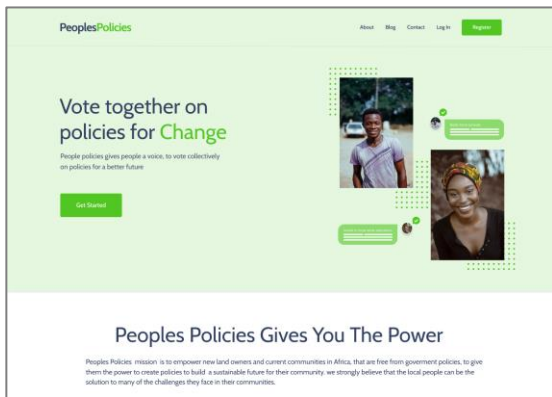 PeoplesPolicies
About Blog Contact Log In Register
Vote together on
policies for Change
People policies gives people a voice, to vote collectively
on policies for a better future
Get Started
Peoples Policies Gives You The Power
Peoples Policies mission is to empower new land owners and current communities in Africa, that are free from goverment policies, to give
them the power to create policies to build a sustainable future for their community. we strongly believe that the local people can be the
solution to many of the challenges they face in their communities.